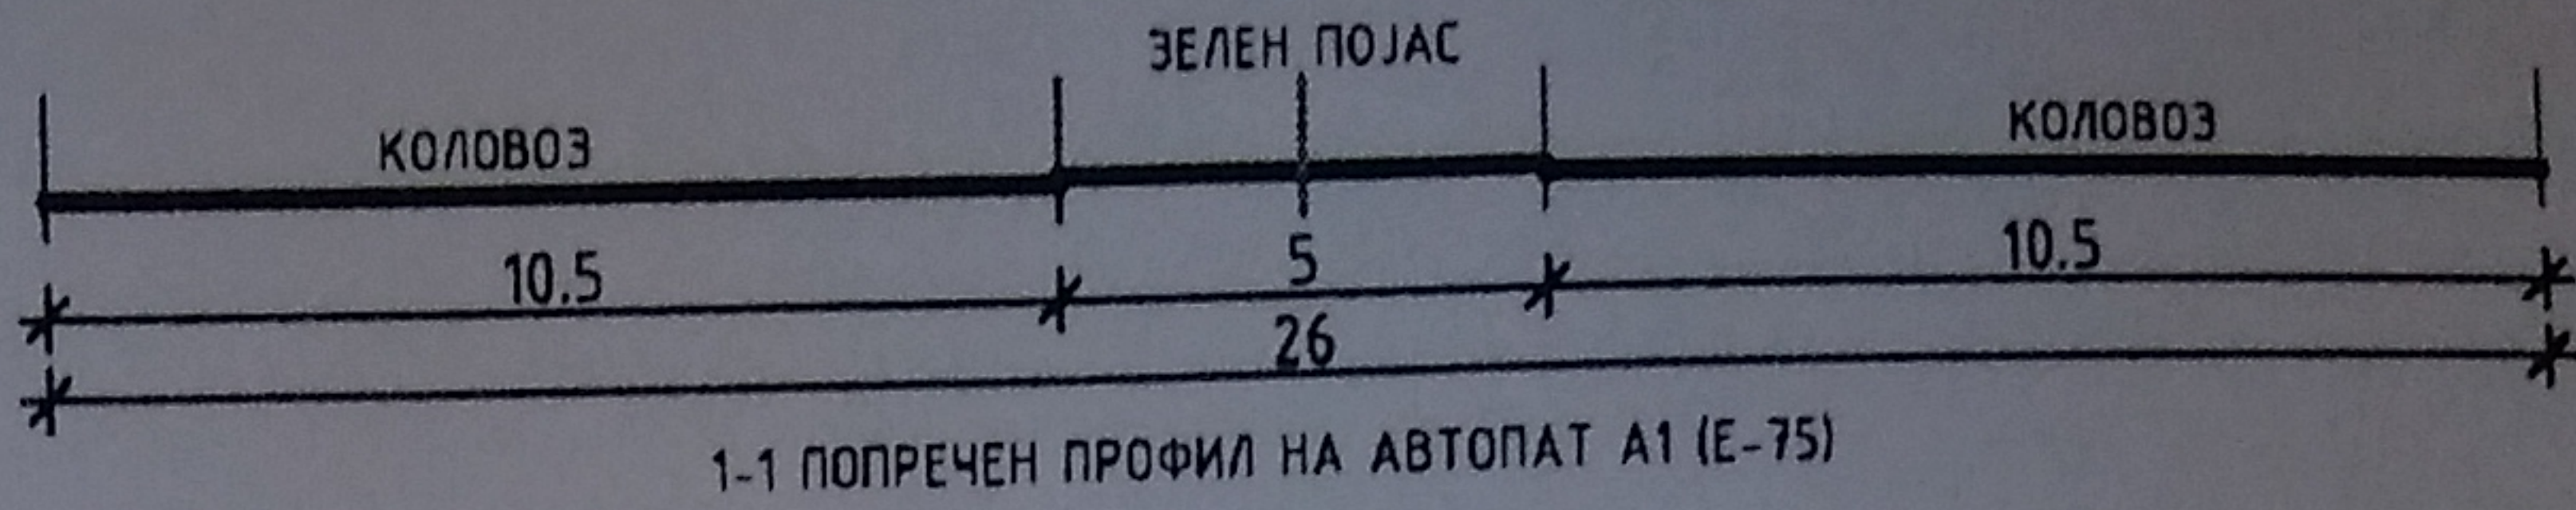 ЗЕЛЕН ПОЈАС
КОЛОВОЗ
КОЛОВОЗ
10.5
5
10.5
26
1-1 ПОПРЕЧЕН ПРОФИЛ НА АВТОПАТ А1 (Е-75)